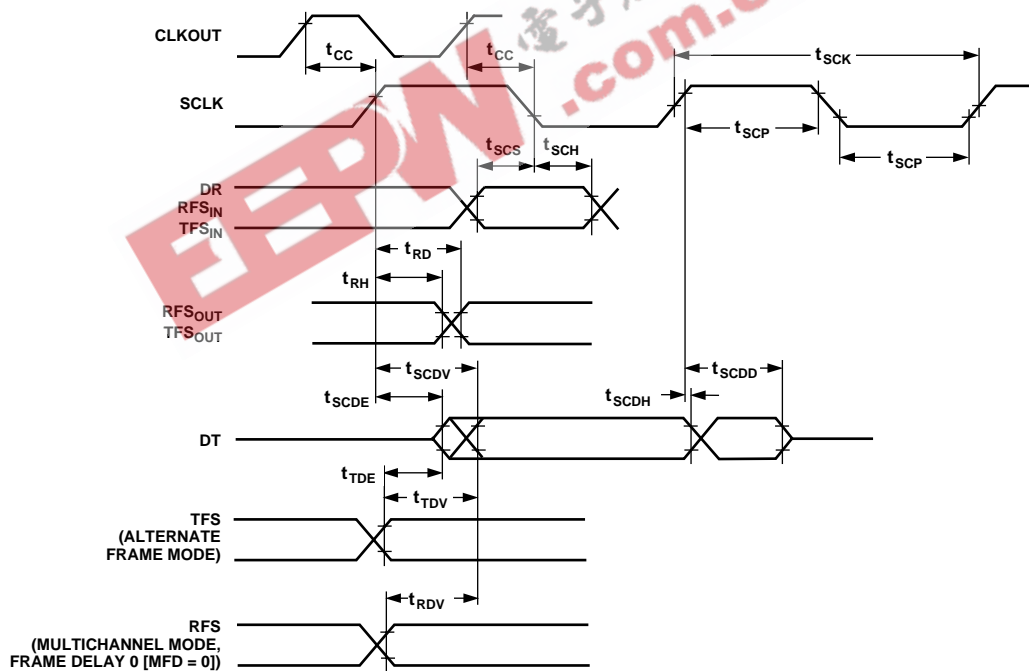 CLKOUT
tCC
tCC
tSCK
SCLK
tSCP
tSCP
tSCS
tSCH
DR
RFSIN
TFSIN
tRD
tRH
RFSOUT
TFSOUT
tSCDV
tSCDE
tSCDD
tSCDH
DT
tTDE
tTDV
TFS
(ALTERNATE
FRAME MODE)
tRDV
RFS
(MULTICHANNEL MODE,
FRAME DELAY 0 [MFD = 0])
EEPW
.com.c
電子